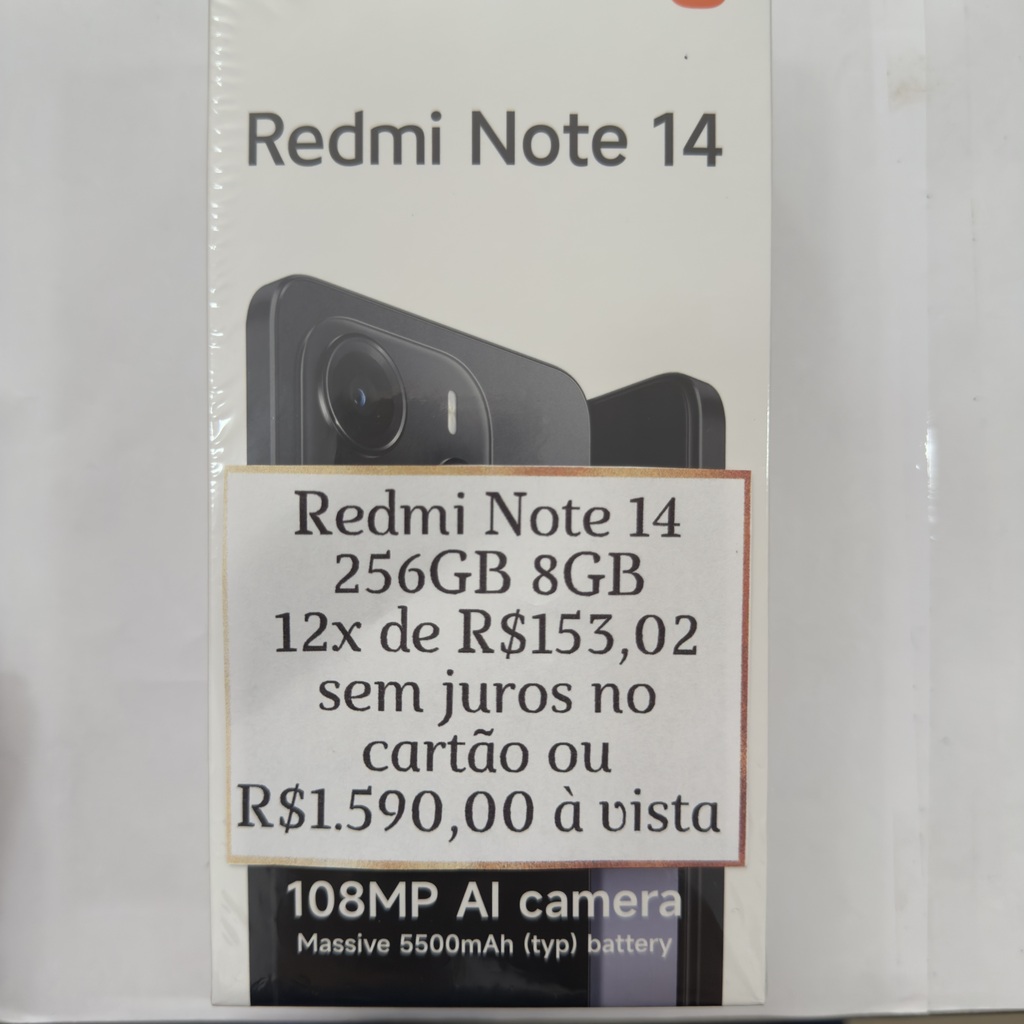 Redmi Note 14
Redmi Note 14
256GB 8GB
12x de R$153,02
sem juros no
cartão ou
R$1.590,00 à vista
108MP AI camera
Massive 5500mAh (typ) battery